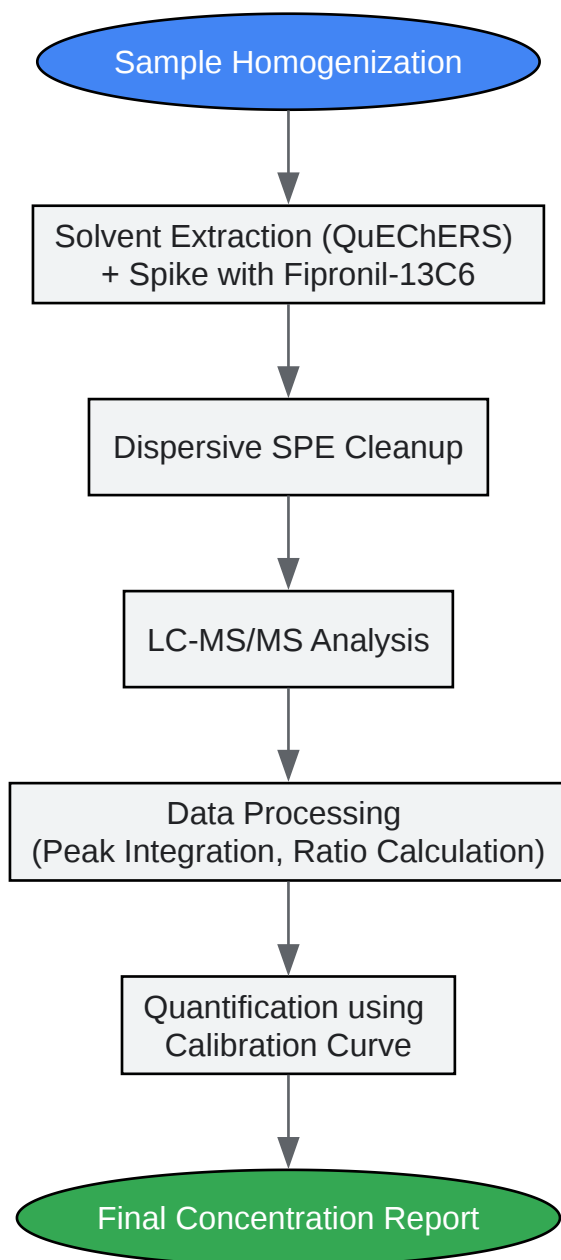 Sample Homogenization
Solvent Extraction (QuEChERS)
+ Spike with Fipronil-13C6
Dispersive SPE Cleanup
LC-MS/MS Analysis
Data Processing
(Peak Integration, Ratio Calculation)
Quantification using
Calibration Curve
Final Concentration Report